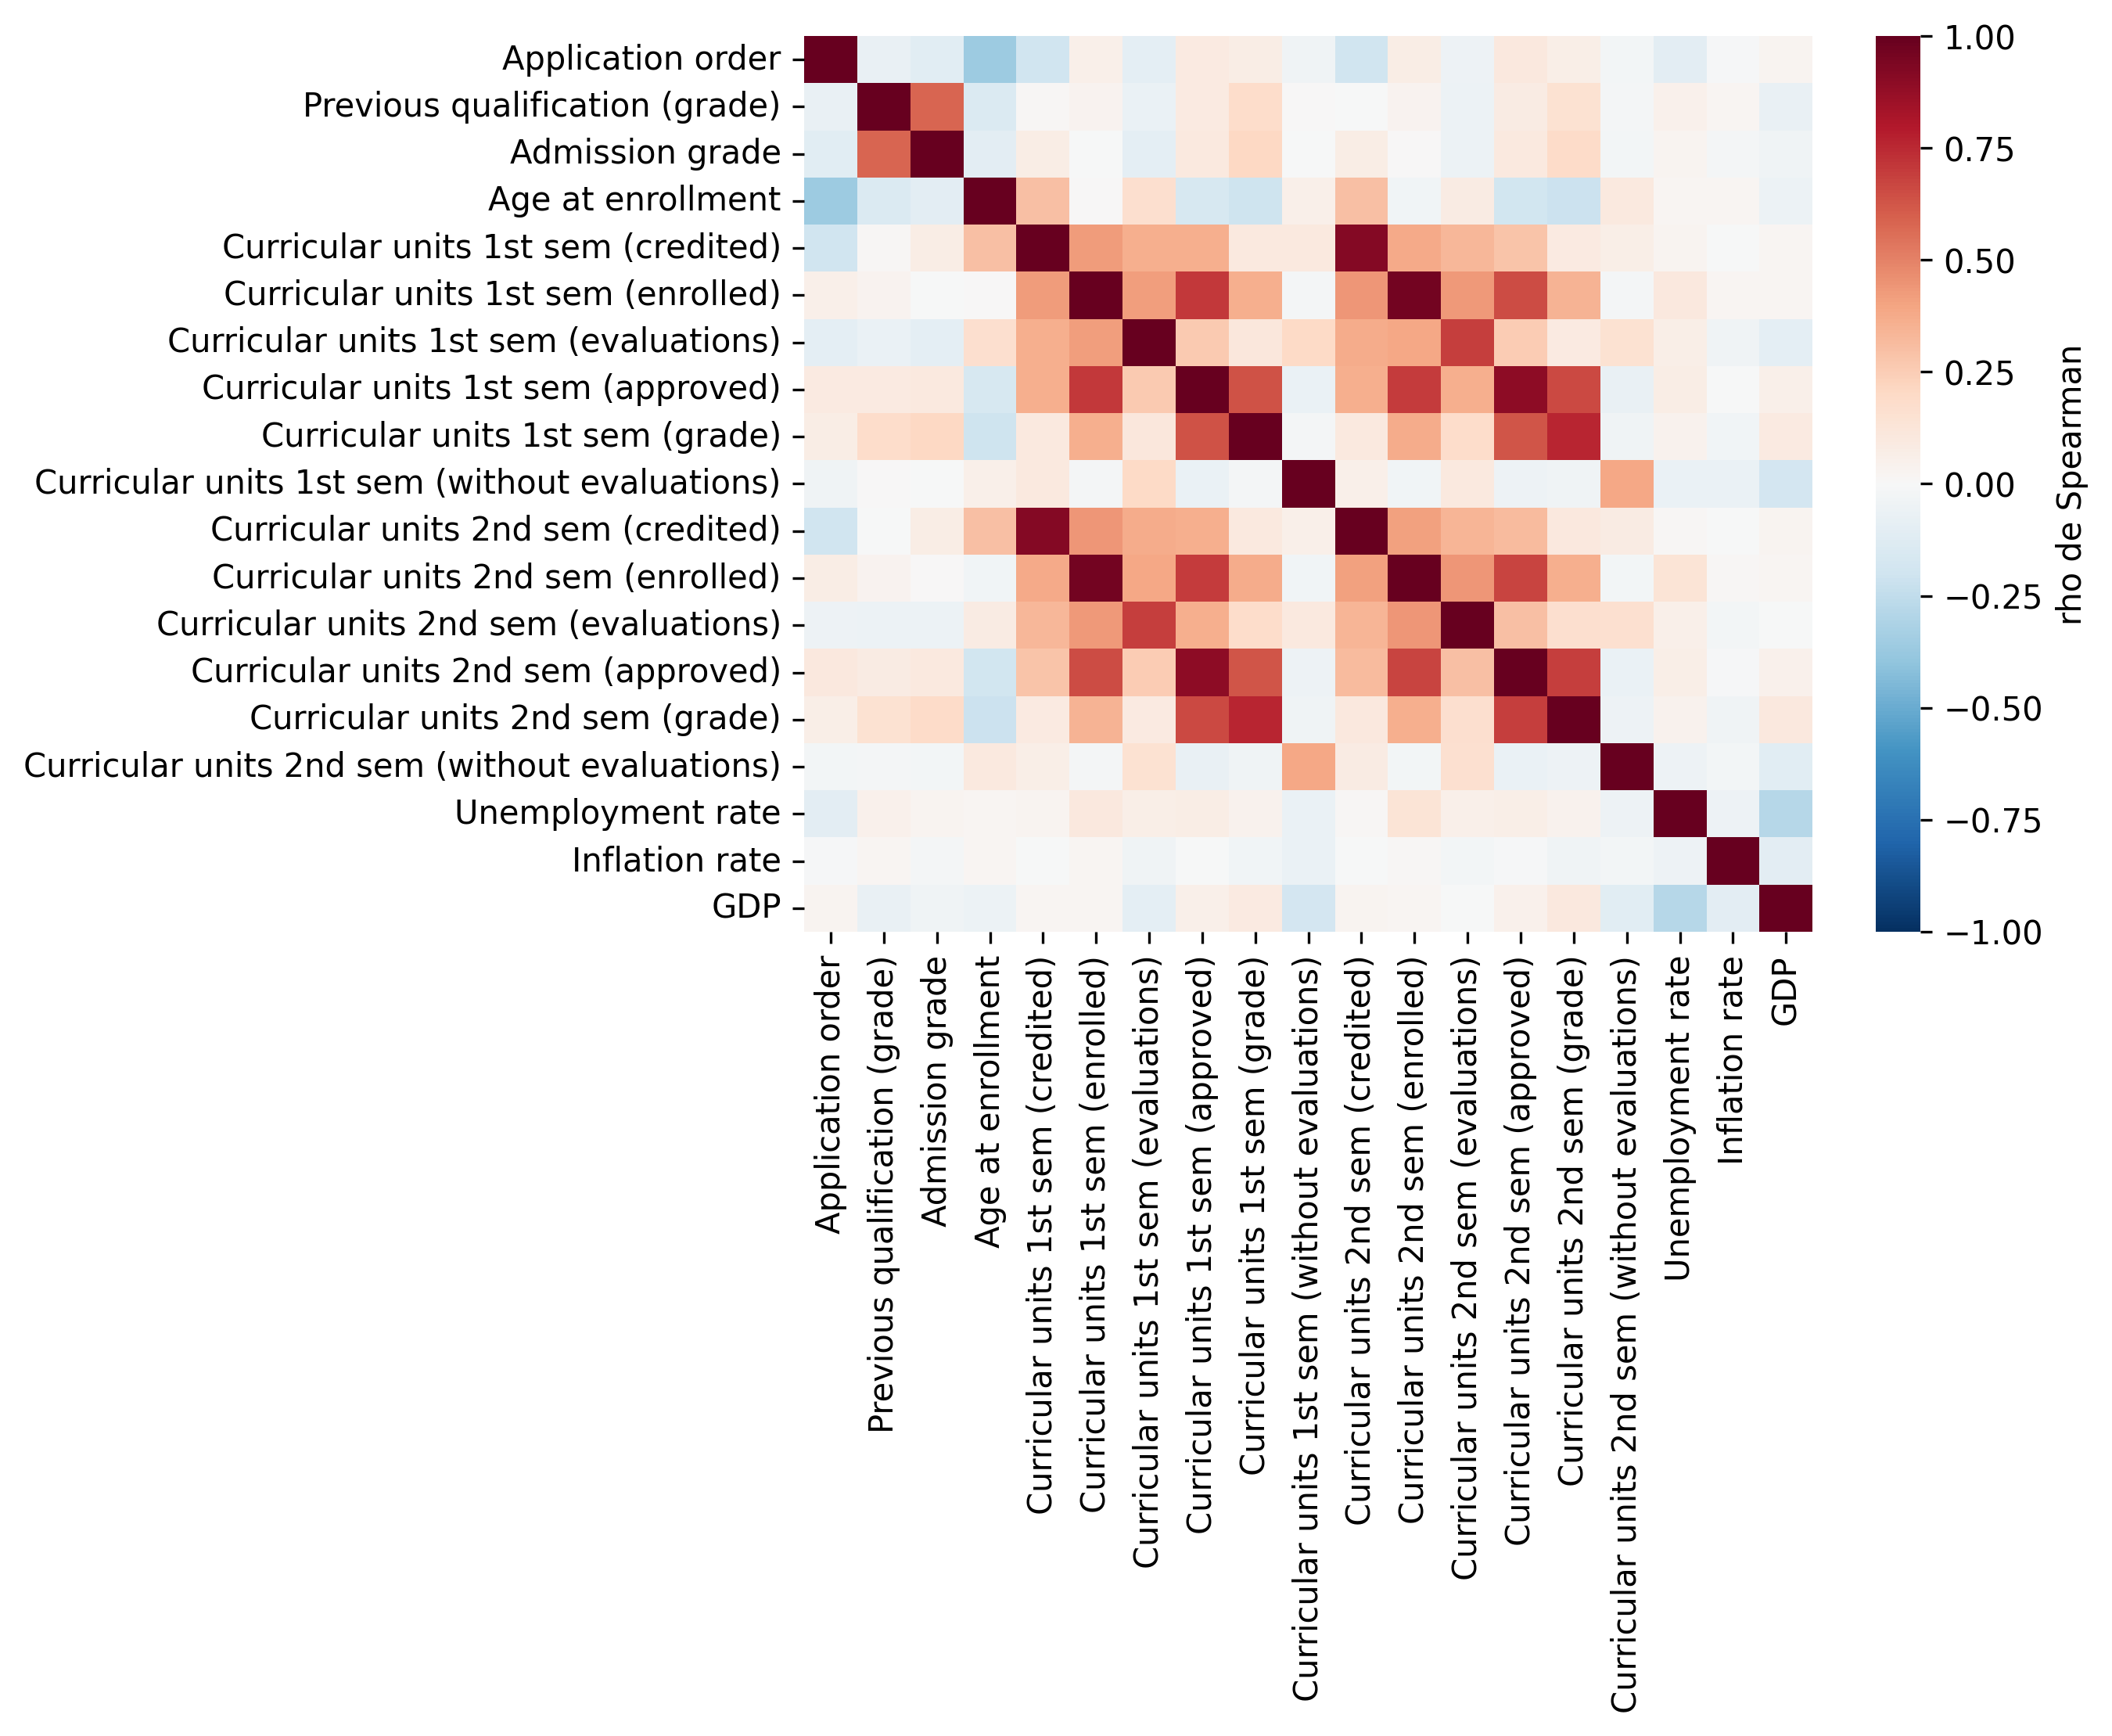 Application order
Previous qualification (grade)
Admission grade
Age at enrollment
Curricular units 1st sem (credited)
Curricular units 1st sem (enrolled)
Curricular units 1st sem (evaluations)
Curricular units 1st sem (approved)
Curricular units 1st sem (grade)
Curricular units 1st sem (without evaluations)
Curricular units 2nd sem (credited)
Curricular units 2nd sem (enrolled)
Curricular units 2nd sem (evaluations)
Curricular units 2nd sem (approved)
Curricular units 2nd sem (grade)
Curricular units 2nd sem (without evaluations)
Unemployment rate
Inflation rate
GDP
Application order
Previous qualification (grade)
Admission grade
Age at enrollment
Curricular units 1st sem (credited)
Curricular units 1st sem (enrolled)
Curricular units 1st sem (evaluations)
Curricular units 1st sem (approved)
Curricular units 1st sem (grade)
Curricular units 1st sem (without evaluations)
Curricular units 2nd sem (credited)
Curricular units 2nd sem (enrolled)
Curricular units 2nd sem (evaluations)
Curricular units 2nd sem (approved)
Curricular units 2nd sem (grade)
Curricular units 2nd sem (without evaluations)
Unemployment rate
Inflation rate
GDP
1.00
0.75
0.50
0.25
0.00
−0.25
−0.50
−0.75
−1.00
rho de Spearman